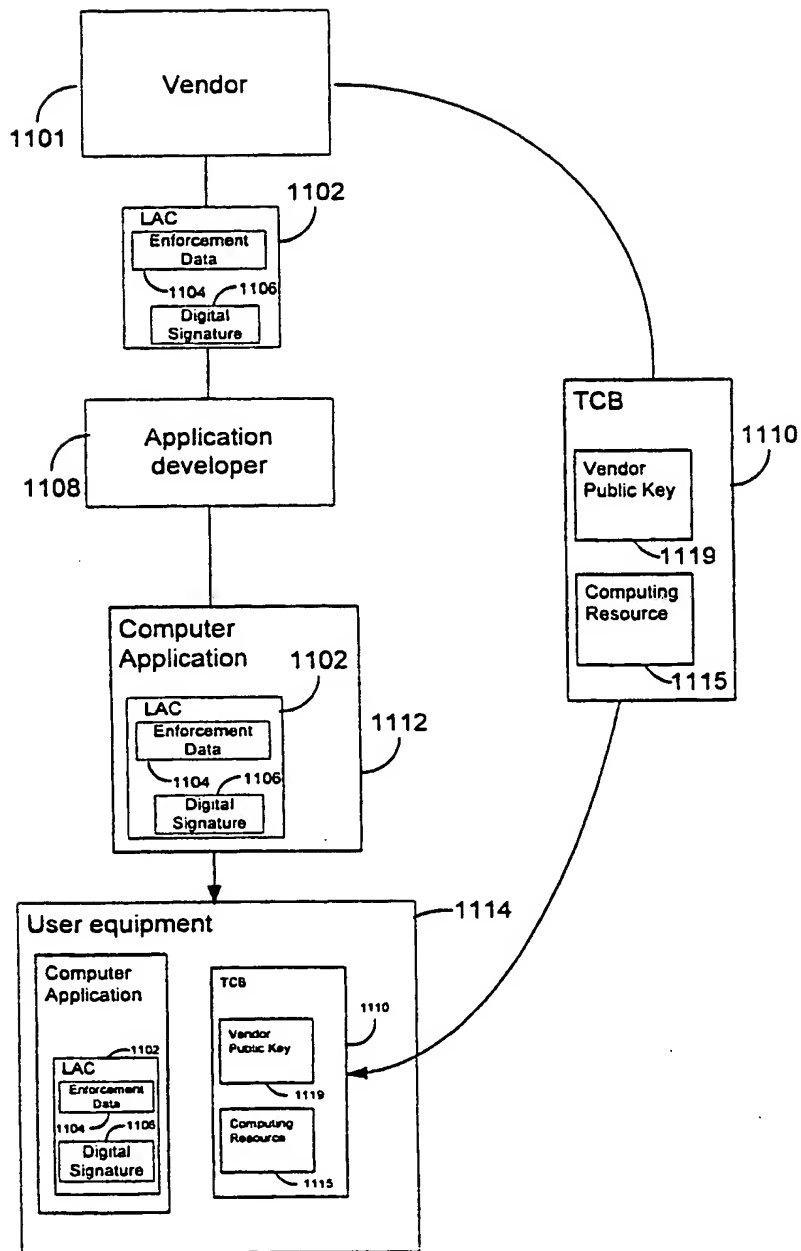 Vendor
1101
1102
LAC
Enforcement
Data
1104
1106
Digital
Signature
Application
developer
1108
TCB
1110
Vendor
Public Key
1119
Computing
Resource
1115
Computer
Application
1102
LAC
Enforcement
Data
1104
1106
Digital
Signature
1112
User equipment
1114
Computer
Application
1102
LAC
Enforcement
Data
1104
1106
Digital
Signature
TCB
1110
Vendor
Public Key
1119
Computing
Resource
1115